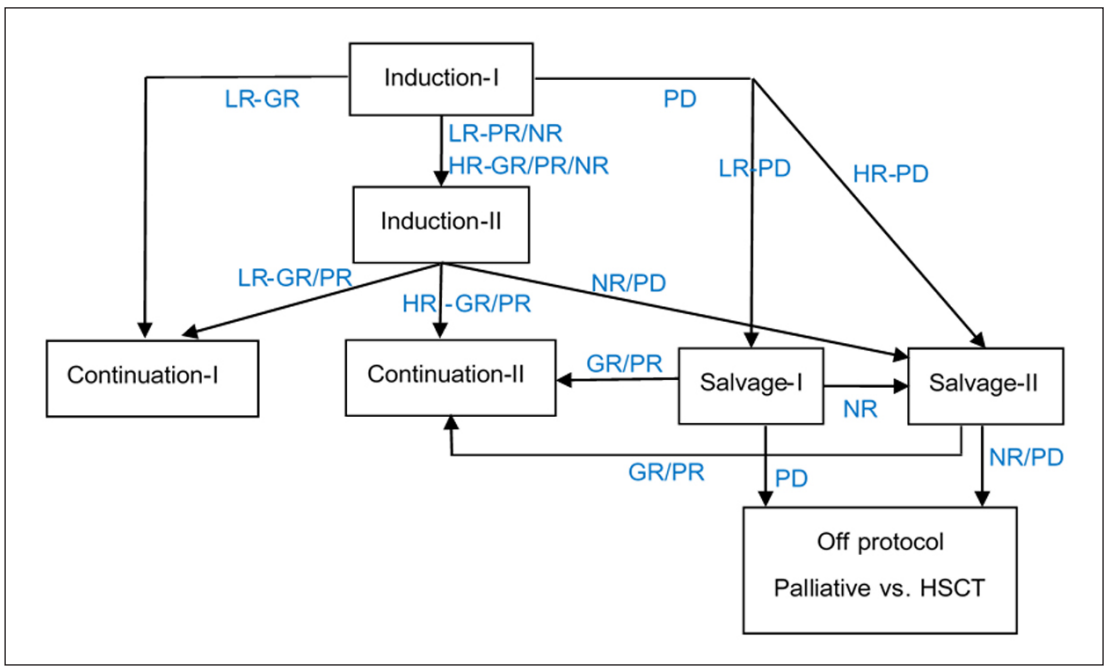 Induction-I
LR-GR
PD
LR-PR/NR
HR-GR/PR/NR
LR-PD
HR-PD
Induction-II
LR-GR/PR
HR -GR/PR
NR/PD
Continuation-I
Continuation-II
GR/PR
Salvage-I
NR
Salvage-II
GR/PR
PD
NR/PD
Off protocol
Palliative vs. HSCT